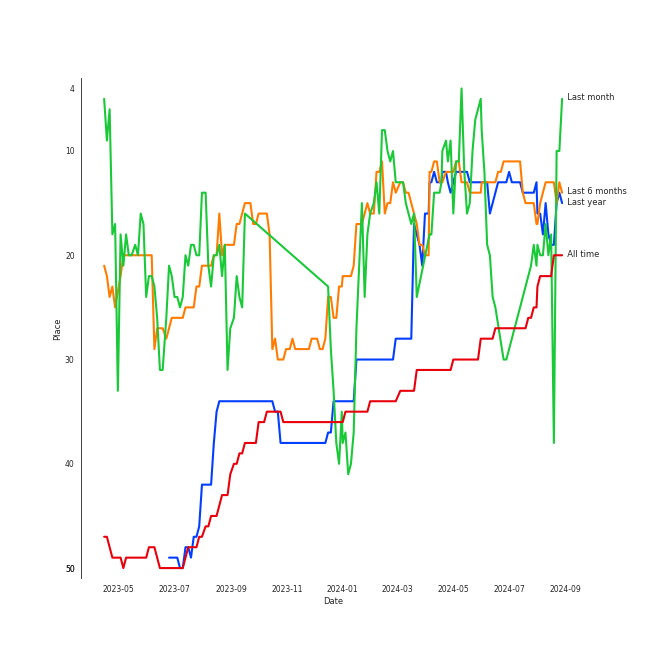 4
10
20
30
40
50
Place
2023-05
2023-07
2023-09
2023-11
2024-01
2024-03
2024-05
2024-07
2024-09
Date
Last month
Last 6 months
Last year
All time